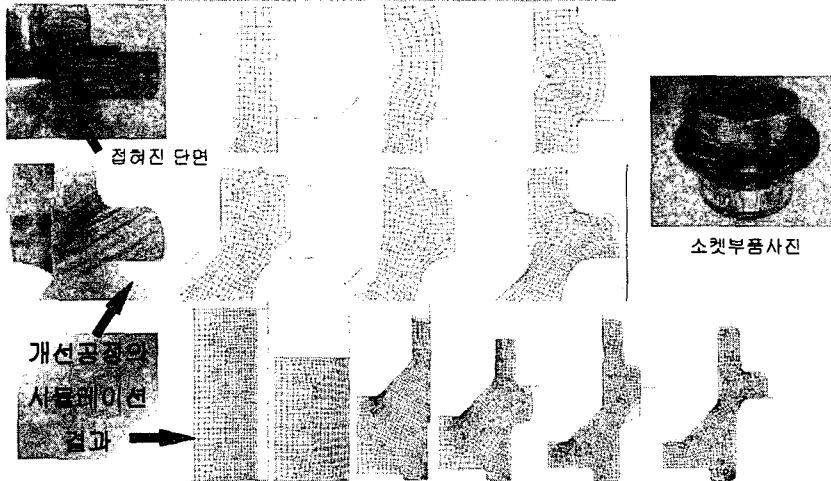 접혀진 단면
소켓부품사진
개선공정의
시뮬레이션
결과